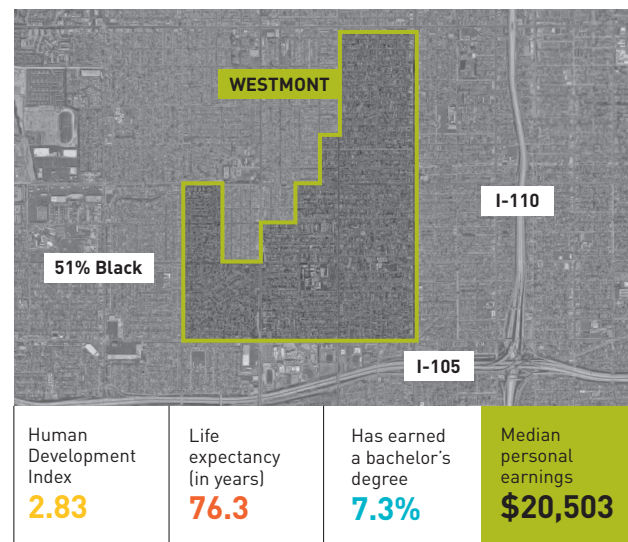 WESTMONT
I-110
51% Black
I-105
Human
Development
Index
2.83
Life
expectancy
(in years)
76.3
Has earned
a bachelor’s
degree
7.3%
Median
personal
earnings
$20,503